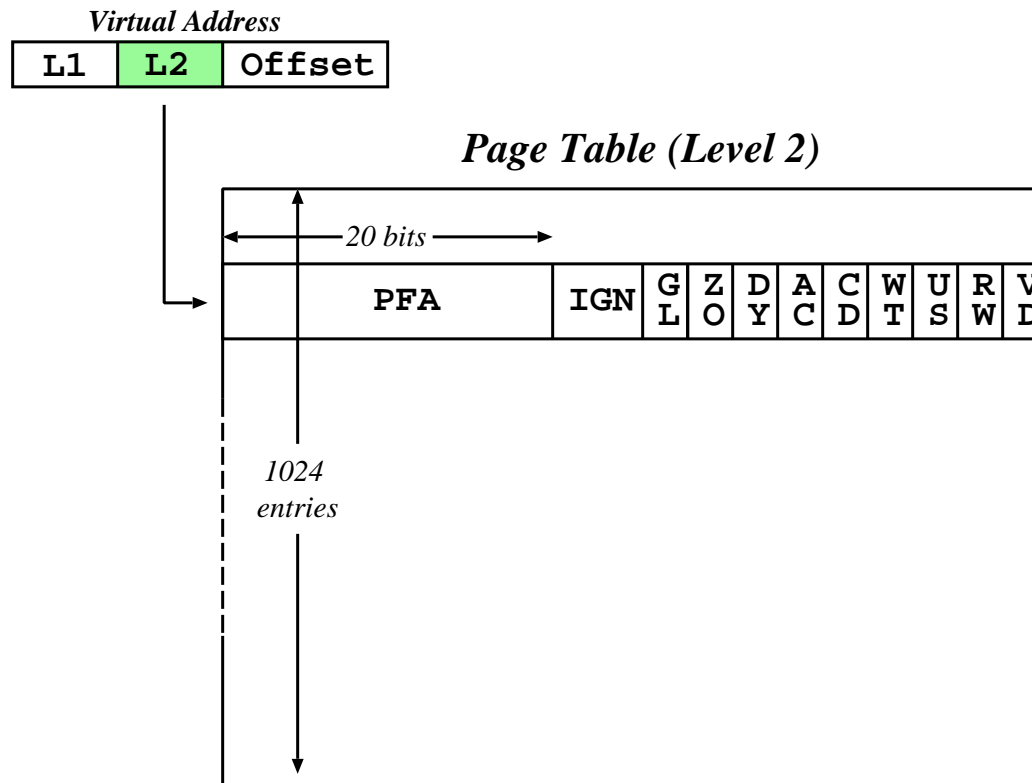 Virtual Address
L1 L2 Offset
Page Table (Level 2)
20 bits
PFA IGN GL ZO DY AC CD WT US RW VD
1024
entries